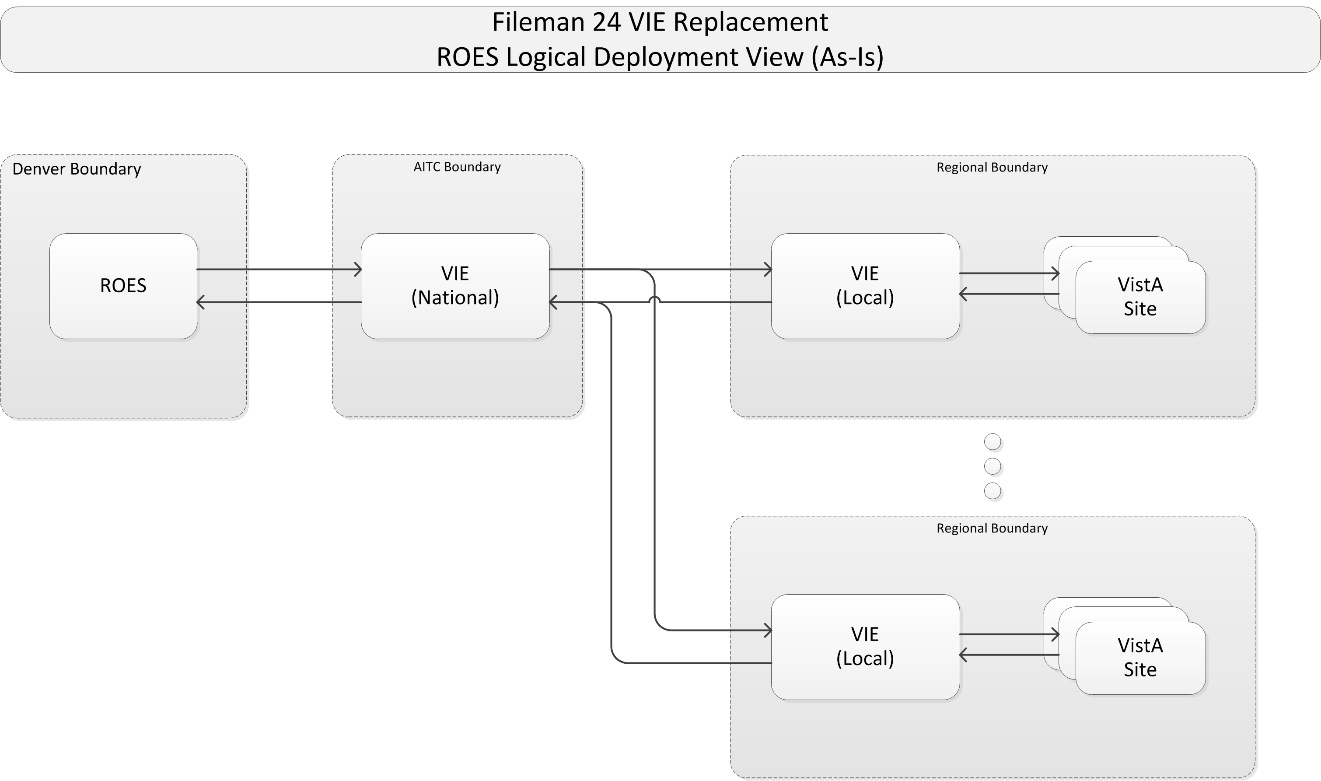 Fileman 24 VIE Replacement
ROES Logical Deployment View (As-Is)
Denver Boundary
AITC Boundary
Regional Boundary
ROES
VIE
(National)
VIE
(Local)
VistA
Site
Regional Boundary
VIE
(Local)
VistA
Site